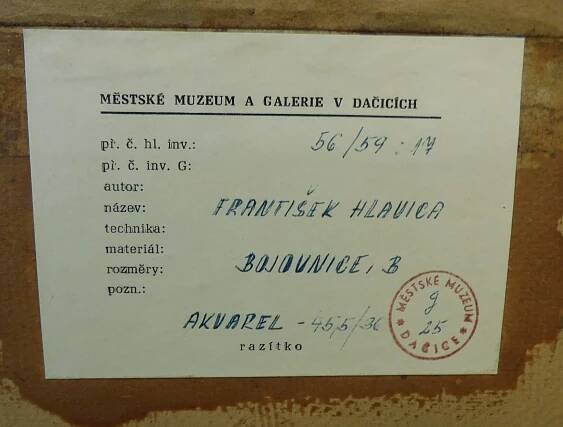 MĚSTSKÉ MUZEUM A GALERIE V DAČICÍCH
př. č. hl. inv.: 56/59 : 17
př. č. inv. G:
autor:
název: FRANTIŠEK HLAVICA
technika:
materiál:
rozměry: BOJOVNICE, B
pozn.:
AKVAREL - 45,5/36
razítko
MĚSTSKÉ MUZEUM
g
25
DAČICE